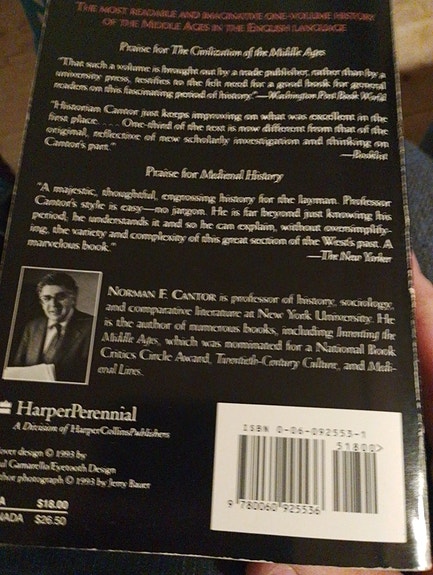 THE MOST READABLE AND IMAGINATIVE ONE-VOLUME HISTORY
OF THE MIDDLE AGES IN THE ENGLISH LANGUAGE
Praise for The Civilization of the Middle Ages
"That such a volume is brought out by a trade publisher, rather than by a
university press, testifies to the felt need for a good book for general
readers on this fascinating period of history."—Washington Post Book World
"Historian Cantor just keeps improving on what was excellent in the
first place. . . . One-third of the text is now different from that of the
original, reflective of new scholarly investigation and thinking on
Cantor's part."
—Booklist
Praise for Medieval History
"A majestic, thoughtful, engrossing history for the layman. Professor
Cantor's style is easy—no jargon. He is far beyond just knowing his
period, he understands it and so he can explain, without oversimplify-
ing, the variety and complexity of this great section of the West's past. A
marvelous book."
—The New Yorker
NORMAN F. CANTOR is professor of history, sociology,
and comparative literature at New York University. He
is the author of numerous books, including Inventing the
Middle Ages, which was nominated for a National Book
Critics Circle Award, Twentieth-Century Culture, and Medi-
eval Lives.
HarperPerennial
A Division of HarperCollinsPublishers
over design © 1993 by
ul Gamarello/Eyetooth Design
thor photograph © 1993 by Jerry Bauer
A $18.00
NADA $26.50
ISBN 0-06-092553-1
51800>
9 780060 925536